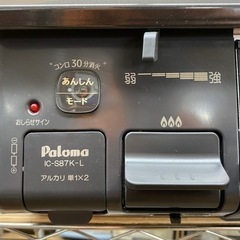 コンロ30分消火
あんしん
モード
弱 強
おしらせサイン
Paloma
IC-S87K-L
アルカリ 単1×2